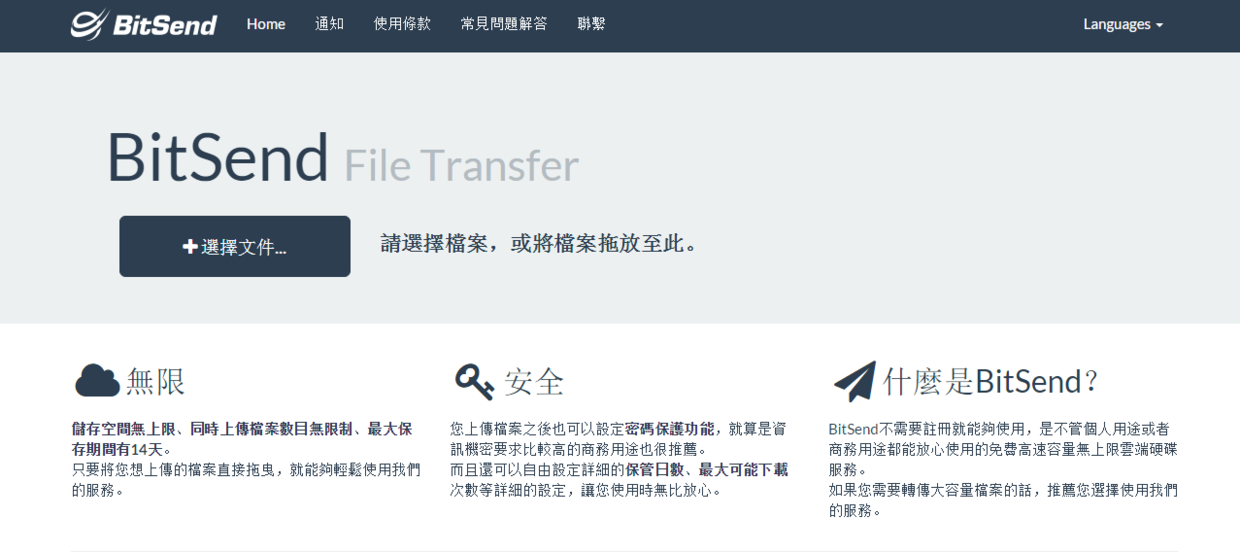 BitSend Home 通知 使用條款 常見問題解答 聯繫 Languages
BitSend File Transfer
選擇文件... 請選擇檔案，或將檔案拖放至此。
無限
儲存空間無上限、同時上傳檔案數目無限制、最大保
存期間有14天。
只要將您想上傳的檔案直接拖曳，就能夠輕鬆使用我們
的服務。
安全
您上傳檔案之後也可以設定密碼保護功能，就算是資
訊機密要求比較高的商務用途也很推薦。
而且還可以自由設定詳細的保管日數、最大可能下載
次數等詳細的設定，讓您使用時無比放心。
什麼是BitSend？
BitSend不需要註冊就能夠使用，是不管個人用途或者
商務用途都能放心使用的免費高速容量無上限雲端硬碟
服務。
如果您需要轉傳大容量檔案的話，推薦您選擇使用我們
的服務。